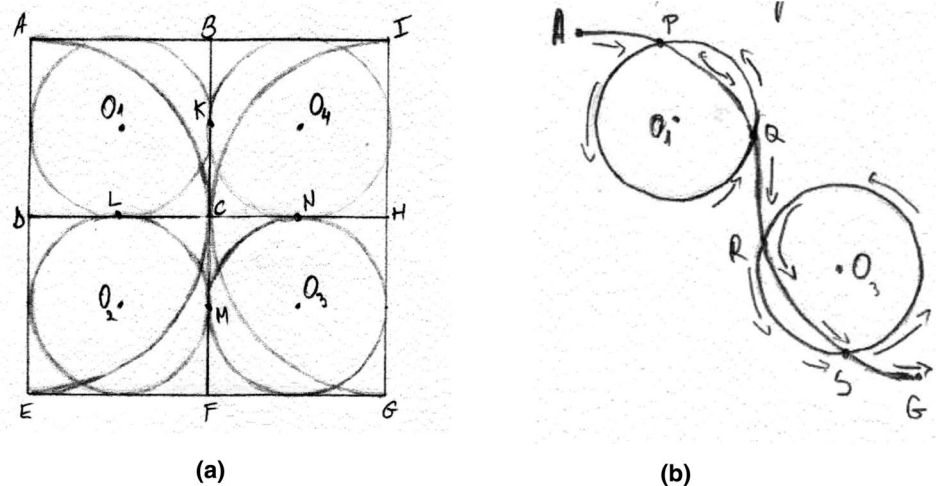 A B I
O1 K O4
D L C N H
O2 M O3
E F G
(a)
A P
O1 Q
R O3
S G
(b)